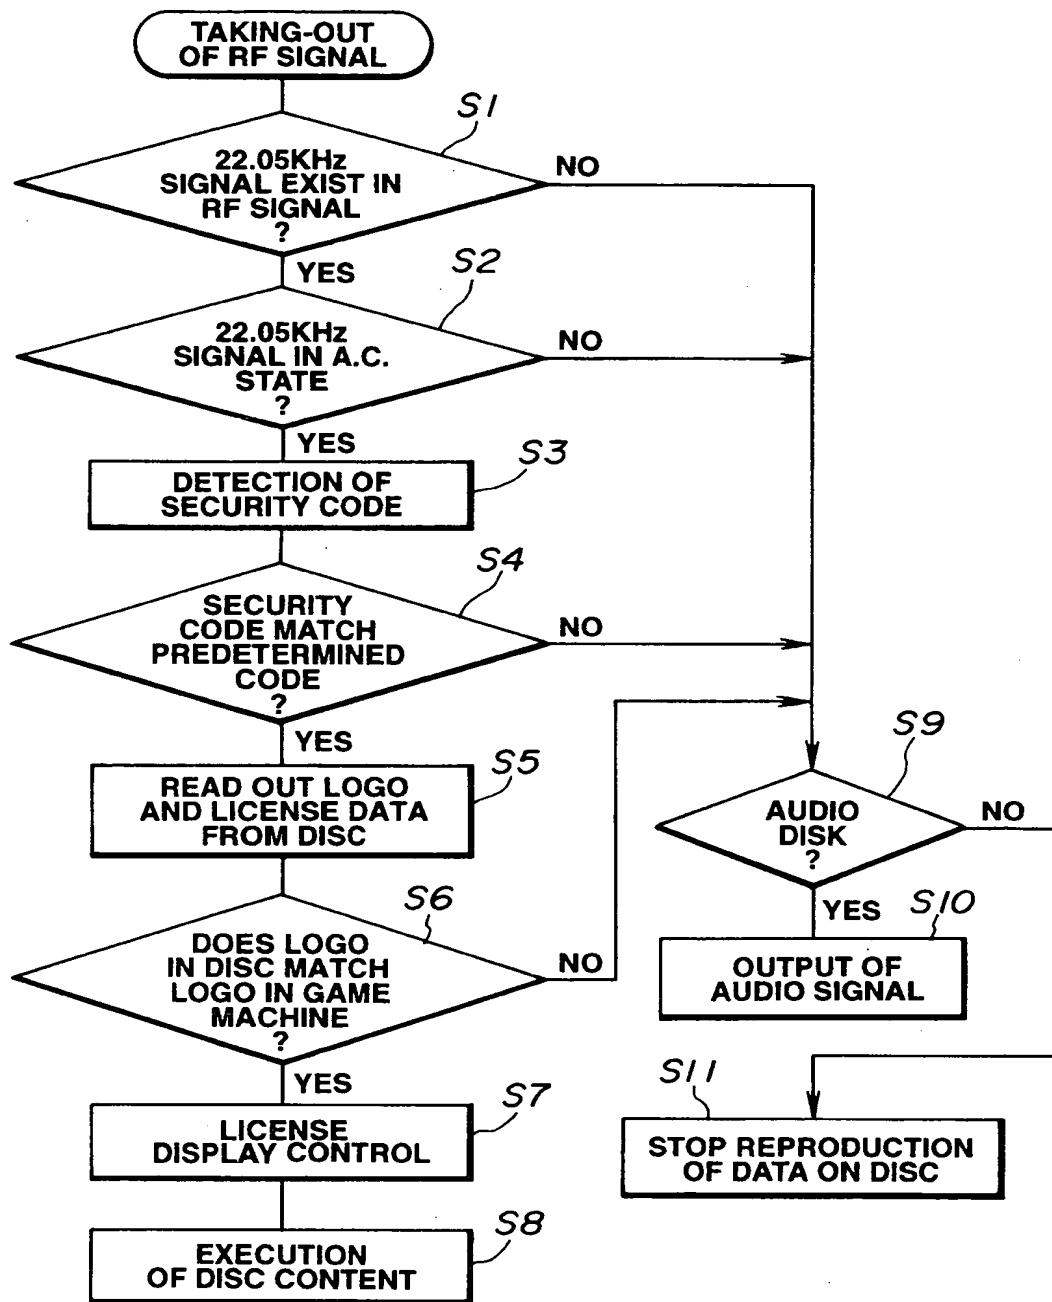 TAKING-OUT
OF RF SIGNAL
S1
22.05KHz
SIGNAL EXIST IN
RF SIGNAL
?
NO
YES
S2
22.05KHz
SIGNAL IN A.C.
STATE
?
NO
YES
S3
DETECTION OF
SECURITY CODE
S4
SECURITY
CODE MATCH
PREDETERMINED
CODE
?
NO
YES
S5
READ OUT LOGO
AND LICENSE DATA
FROM DISC
S6
DOES LOGO
IN DISC MATCH
LOGO IN GAME
MACHINE
?
NO
YES
S7
LICENSE
DISPLAY CONTROL
S8
EXECUTION
OF DISC CONTENT
S9
AUDIO
DISK
?
NO
YES
S10
OUTPUT OF
AUDIO SIGNAL
S11
STOP REPRODUCTION
OF DATA ON DISC